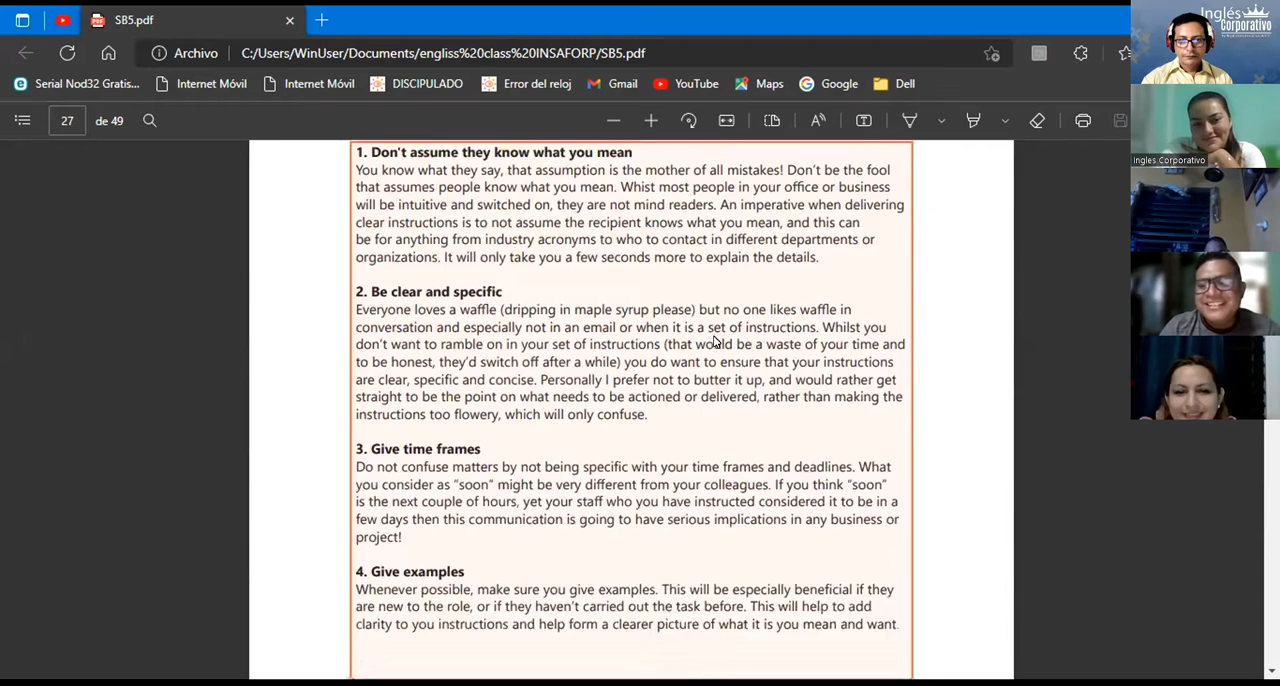 SB5.pdf
Archivo
C:/Users/WinUser/Documents/engliss%20class%20INSAFORP/SB5.pdf
Serial Nod32 Gratis...
Internet Móvil
Internet Móvil
DISCIPULADO
Error del reloj
Gmail
YouTube
Maps
Google
Dell
27
de 49
1. Don't assume they know what you mean
You know what they say, that assumption is the mother of all mistakes! Don't be the fool
that assumes people know what you mean. Whist most people in your office or business
will be intuitive and switched on, they are not mind readers. An imperative when delivering
clear instructions is to not assume the recipient knows what you mean, and this can
be for anything from industry acronyms to who to contact in different departments or
organizations. It will only take you a few seconds more to explain the details.
2. Be clear and specific
Everyone loves a waffle (dripping in maple syrup please) but no one likes waffle in
conversation and especially not in an email or when it is a set of instructions. Whilst you
don't want to ramble on in your set of instructions (that would be a waste of your time and
to be honest, they'd switch off after a while) you do want to ensure that your instructions
are clear, specific and concise. Personally I prefer not to butter it up, and would rather get
straight to be the point on what needs to be actioned or delivered, rather than making the
instructions too flowery, which will only confuse.
3. Give time frames
Do not confuse matters by not being specific with your time frames and deadlines. What
you consider as “soon” might be very different from your colleagues. If you think “soon”
is the next couple of hours, yet your staff who you have instructed considered it to be in a
few days then this communication is going to have serious implications in any business or
project!
4. Give examples
Whenever possible, make sure you give examples. This will be especially beneficial if they
are new to the role, or if they haven't carried out the task before. This will help to add
clarity to you instructions and help form a clearer picture of what it is you mean and want.
Inglés
Corporativo
Ingles Corporativo